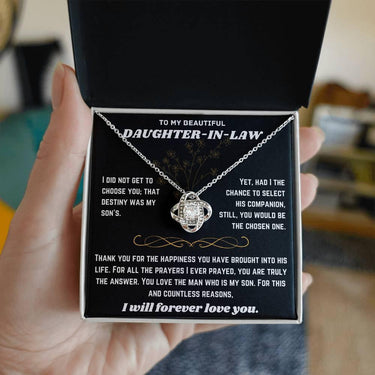 TO MY BEAUTIFUL
DAUGHTER-IN-LAW
I DID NOT GET TO
CHOOSE YOU; THAT
DESTINY WAS MY
SON'S.
YET, HAD I THE
CHANCE TO SELECT
HIS COMPANION,
STILL, YOU WOULD BE
THE CHOSEN ONE.
THANK YOU FOR THE HAPPINESS YOU HAVE BROUGHT INTO HIS
LIFE. FOR ALL THE PRAYERS I EVER PRAYED, YOU ARE TRULY
THE ANSWER. YOU LOVE THE MAN WHO IS MY SON. FOR THIS
AND COUNTLESS REASONS,
I will forever love you.